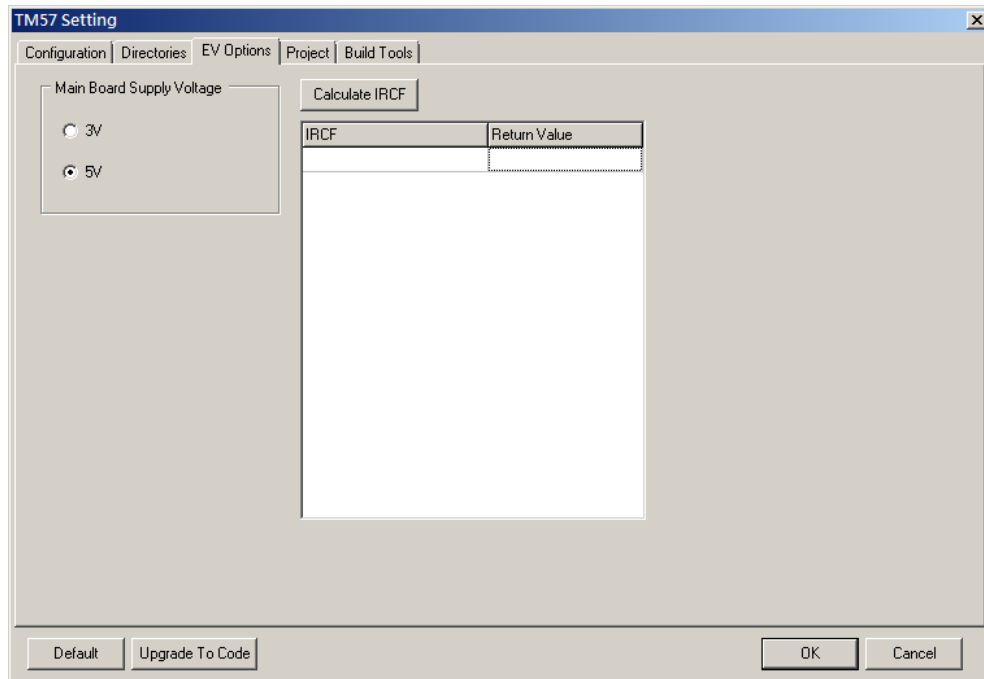 TM57 Setting
Configuration Directories EV Options Project Build Tools
Main Board Supply Voltage
3V
5V
Calculate IRCF
IRCF Return Value
Default Upgrade To Code OK Cancel